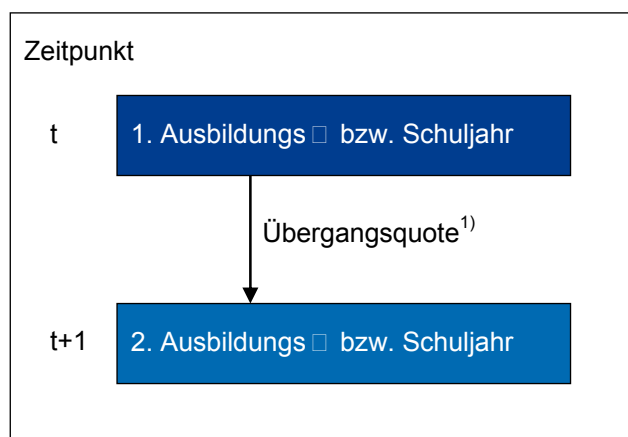 Zeitpunkt
t
1. Ausbildungs □ bzw. Schuljahr
Übergangsquote¹⁾
t+1
2. Ausbildungs □ bzw. Schuljahr